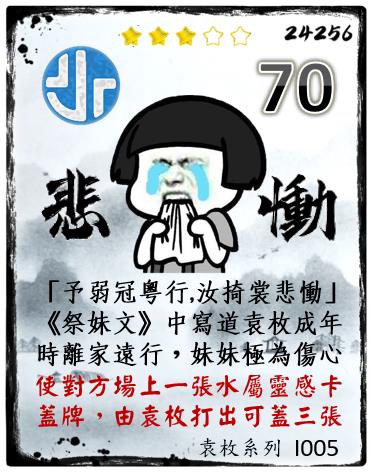 24256
70
悲慟
「予弱冠粵行,汝掎裳悲慟」
《祭妹文》中寫道袁枚成年
時離家遠行，妹妹極為傷心
使對方場上一張水屬靈感卡
蓋牌，由袁枚打出可蓋三張
袁枚系列 I005